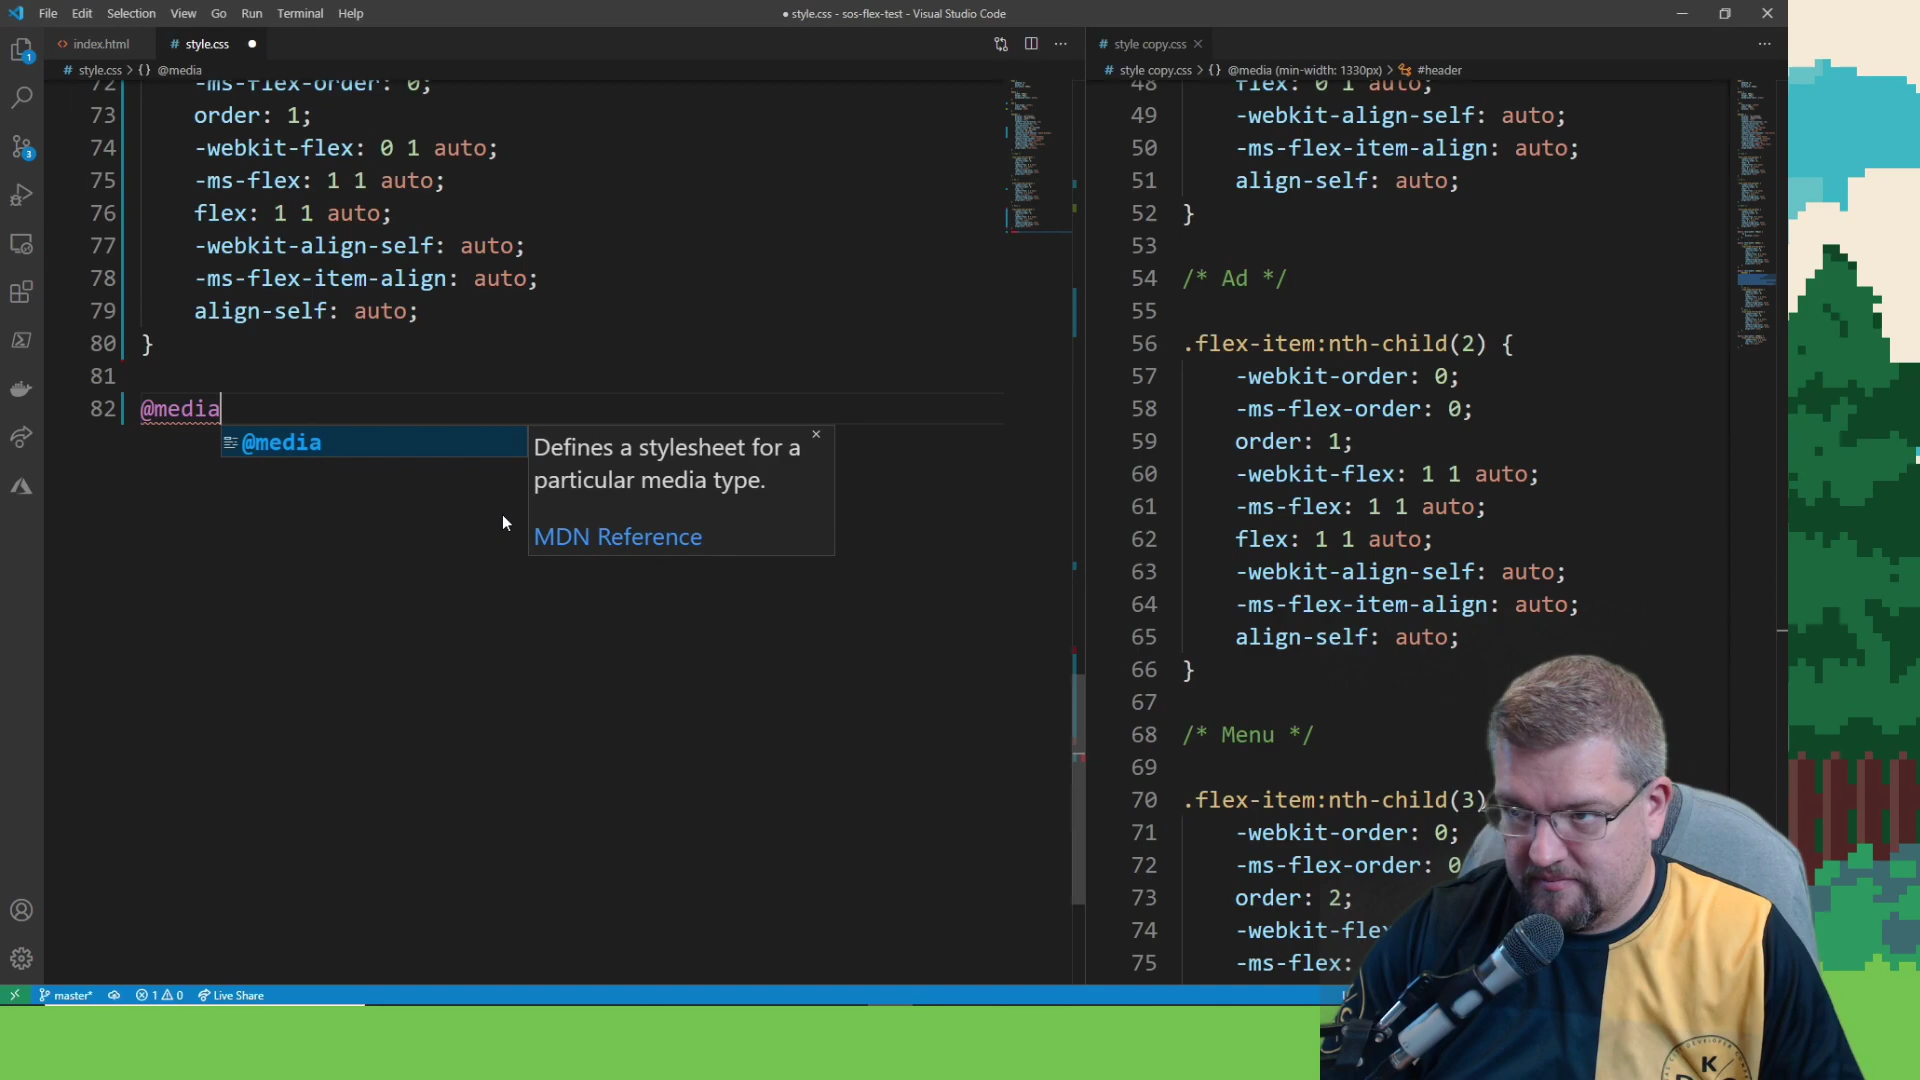 File Edit Selection View Go Run Terminal Help
● style.css - sos-flex-test - Visual Studio Code
<> index.html
# style.css ●
# style copy.css ×
# style.css > {} @media
# style copy.css > {} @media (min-width: 1330px) > #header
1
3
72 -ms-flex-order: 0;
73 order: 1;
74 -webkit-flex: 0 1 auto;
75 -ms-flex: 1 1 auto;
76 flex: 1 1 auto;
77 -webkit-align-self: auto;
78 -ms-flex-item-align: auto;
79 align-self: auto;
80 }
81
82 @media
@media
Defines a stylesheet for a
particular media type.
MDN Reference
48 flex: 0 1 auto;
49 -webkit-align-self: auto;
50 -ms-flex-item-align: auto;
51 align-self: auto;
52 }
53
54 /* Ad */
55
56 .flex-item:nth-child(2) {
57 -webkit-order: 0;
58 -ms-flex-order: 0;
59 order: 1;
60 -webkit-flex: 1 1 auto;
61 -ms-flex: 1 1 auto;
62 flex: 1 1 auto;
63 -webkit-align-self: auto;
64 -ms-flex-item-align: auto;
65 align-self: auto;
66 }
67
68 /* Menu */
69
70 .flex-item:nth-child(3)
71 -webkit-order: 0;
72 -ms-flex-order: 0
73 order: 2;
74 -webkit-flex
75 -ms-flex:
master* 1 0 Live Share
K